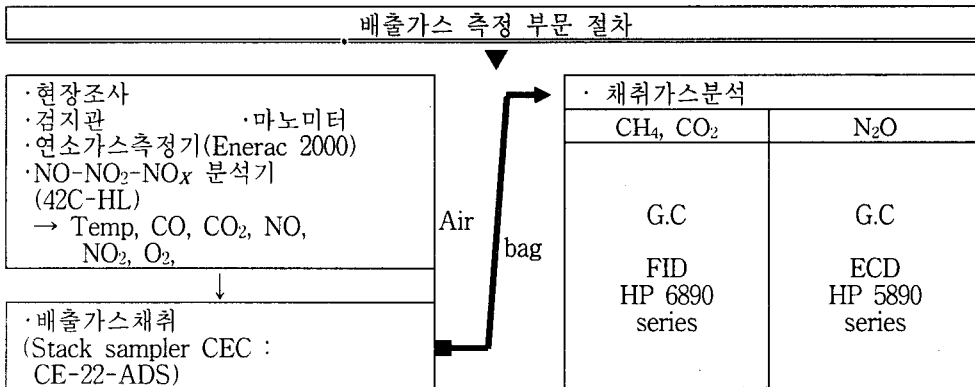 배출가스 측정 부문 절차
·현장조사
·검지관 ·마노미터
·연소가스측정기(Enerac 2000)
·NO-NO₂-NOx 분석기
(42C-HL)
→ Temp, CO, CO₂, NO,
NO₂, O₂,
·배출가스채취
(Stack sampler CEC :
CE-22-ADS)
Air
bag
· 채취가스분석
CH₄, CO₂
N₂O
G.C
FID
HP 6890
series
G.C
ECD
HP 5890
series